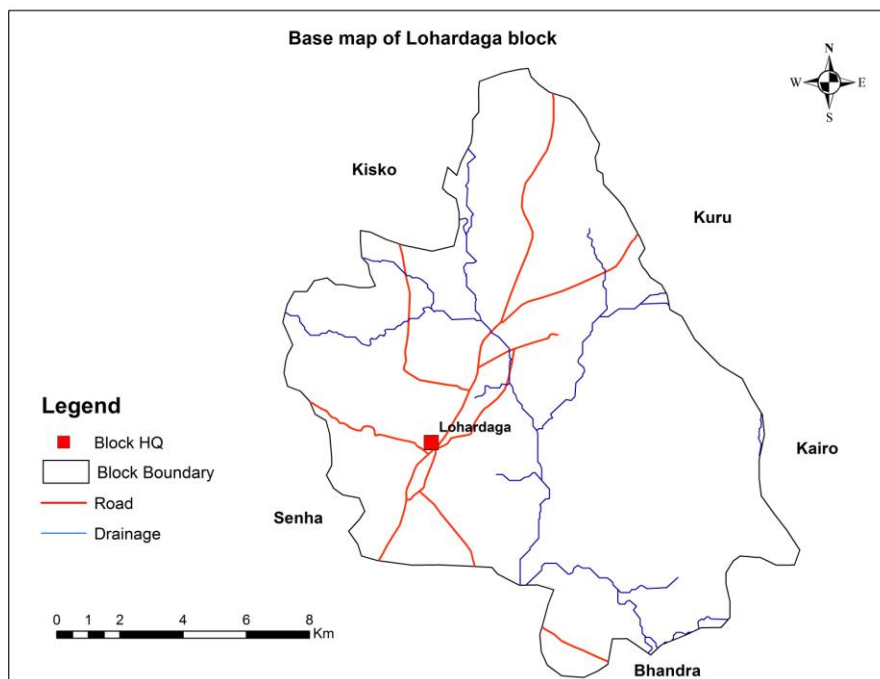 Base map of Lohardaga block
N
W E
S
Kisko
Kuru
Legend
Block HQ
Block Boundary
Road
Drainage
Lohardaga
Kairo
Senha
0 1 2 4 6 8
Km
Bhandra